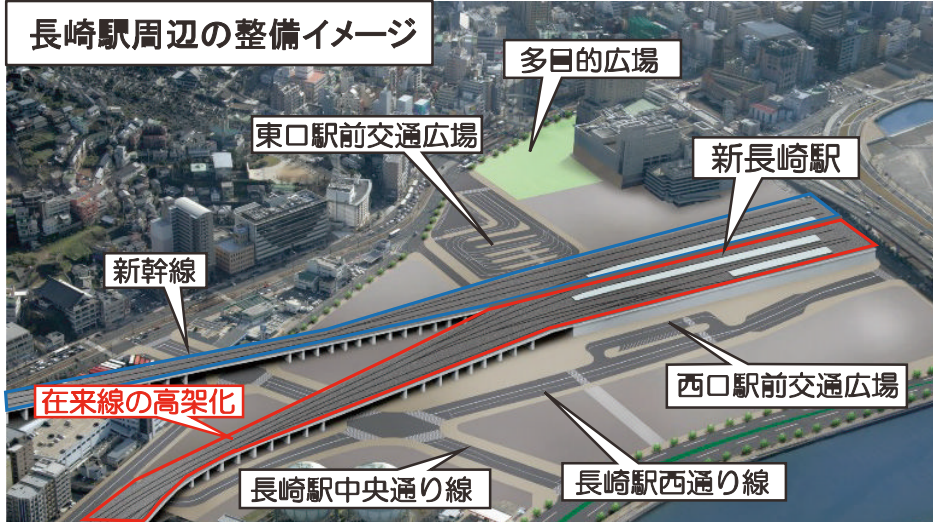 長崎駅周辺の整備イメージ
多目的広場
東口駅前交通広場
新長崎駅
新幹線
西口駅前交通広場
在来線の高架化
長崎駅中央通り線
長崎駅西通り線